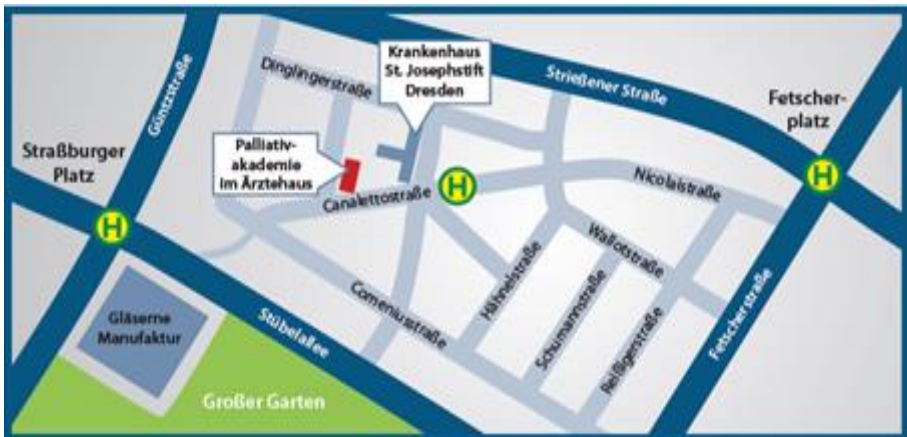 Krankenhaus
St. Josephstift
Dresden
Dinglingerstraße
Güntzstraße
Strießener Straße
Fetscher-
platz
Straßburger
Platz
Palliativ-
akademie
im Ärztehaus
Nicolaistraße
H
H
H
Canalettostraße
Wallotstraße
Hähnelstraße
Comeniusstraße
Schumannstraße
Reißigerstraße
Fetscherstraße
Stübelallee
Gläserne
Manufaktur
Großer Garten